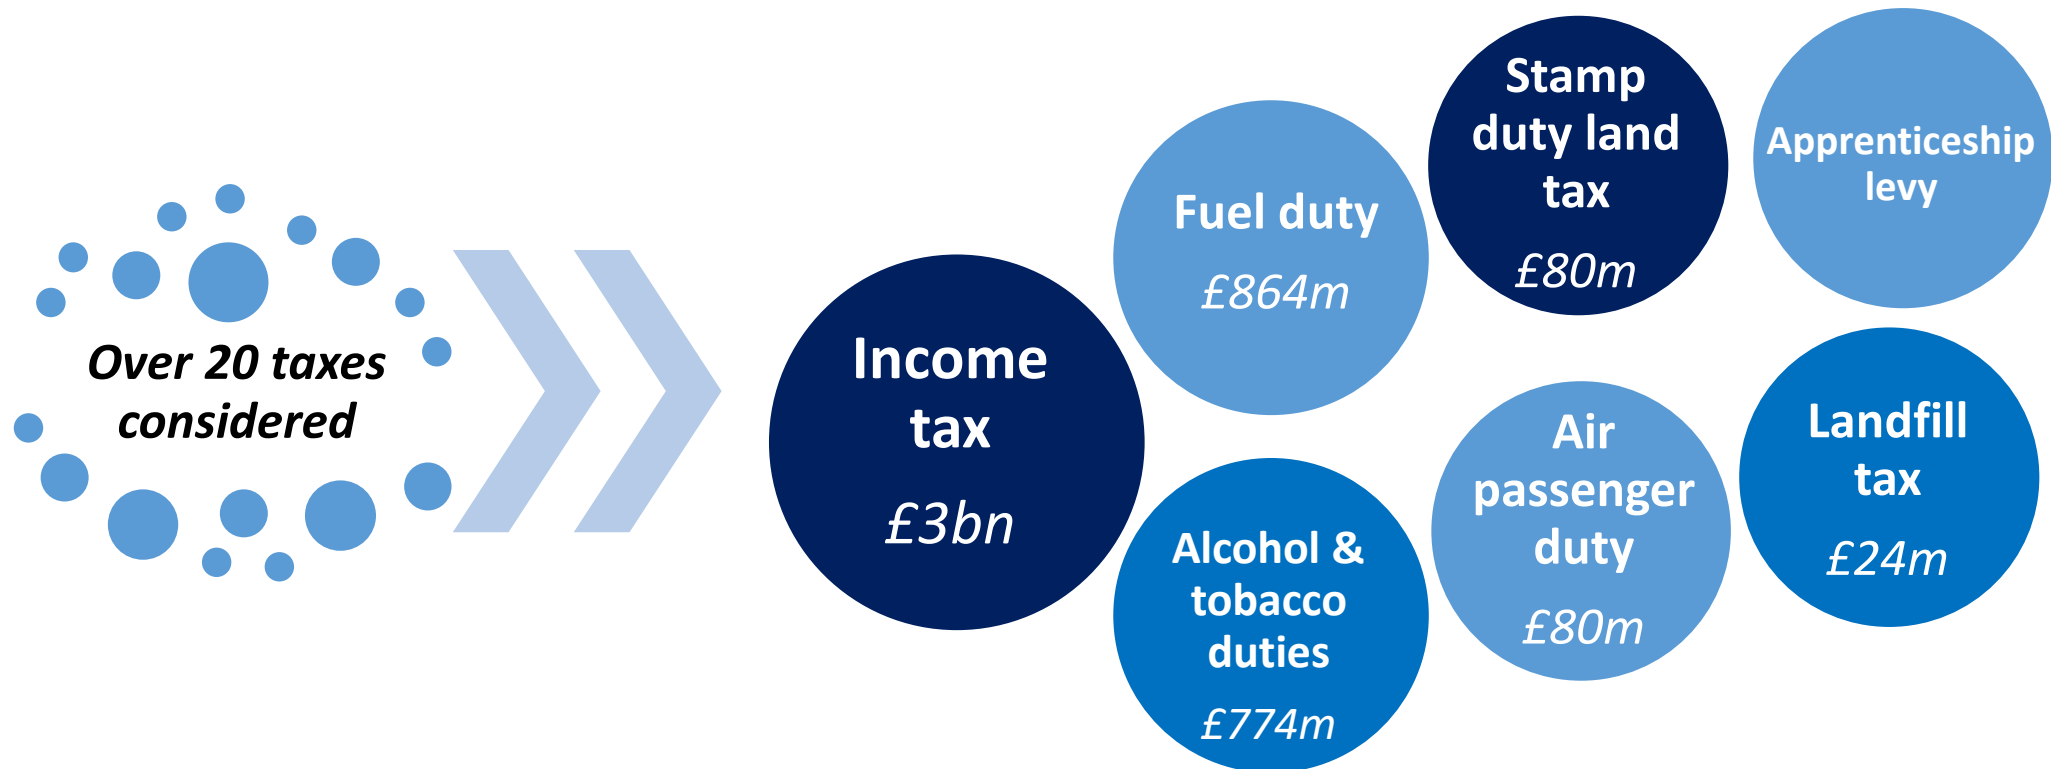 Over 20 taxes
considered
Income
tax
£3bn
Fuel duty
£864m
Alcohol &
tobacco
duties
£774m
Stamp
duty land
tax
£80m
Air
passenger
duty
£80m
Apprenticeship
levy
Landfill
tax
£24m